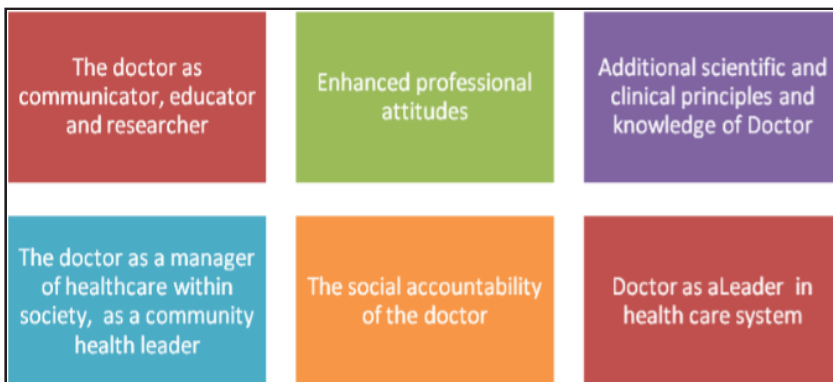 The doctor as
communicator, educator
and researcher
Enhanced professional
attitudes
Additional scientific and
clinical principles and
knowledge of Doctor
The doctor as a manager
of healthcare within
society,  as a community
health leader
The social accountability
of the doctor
Doctor as aLeader  in
health care system